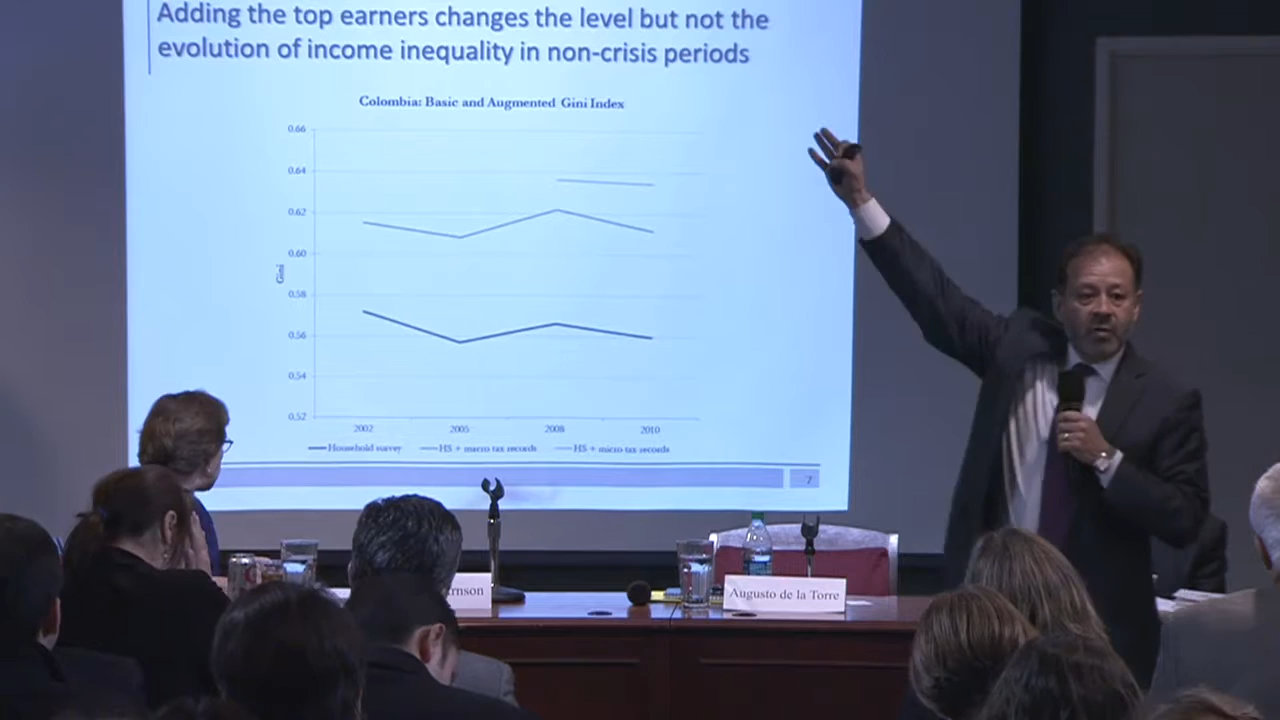 Adding the top earners changes the level but not the
evolution of income inequality in non-crisis periods
Colombia: Basic and Augmented Gini Index
0.66
0.64
0.62
0.60
0.58
0.56
0.54
0.52
Gini
2002 2005 2008 2010
Household survey HS + macro tax records HS + micro tax records
7
rnson
Augusto de la Torre